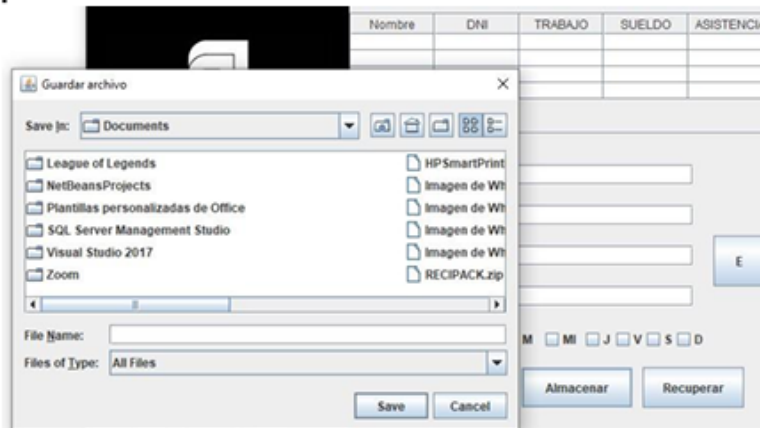 Nombre DNI TRABAJO SUELDO ASISTENCIA
Guardar archivo
Save In: Documents
League of Legends
NetBeansProjects
Plantillas personalizadas de Office
SQL Server Management Studio
Visual Studio 2017
Zoom
HPSmartPrint
Imagen de Wh
Imagen de Wh
Imagen de Wh
Imagen de Wh
RECIPACK.zip
File Name:
Files of Type: All Files
Save Cancel
E
M MI J V S D
Almacenar Recuperar